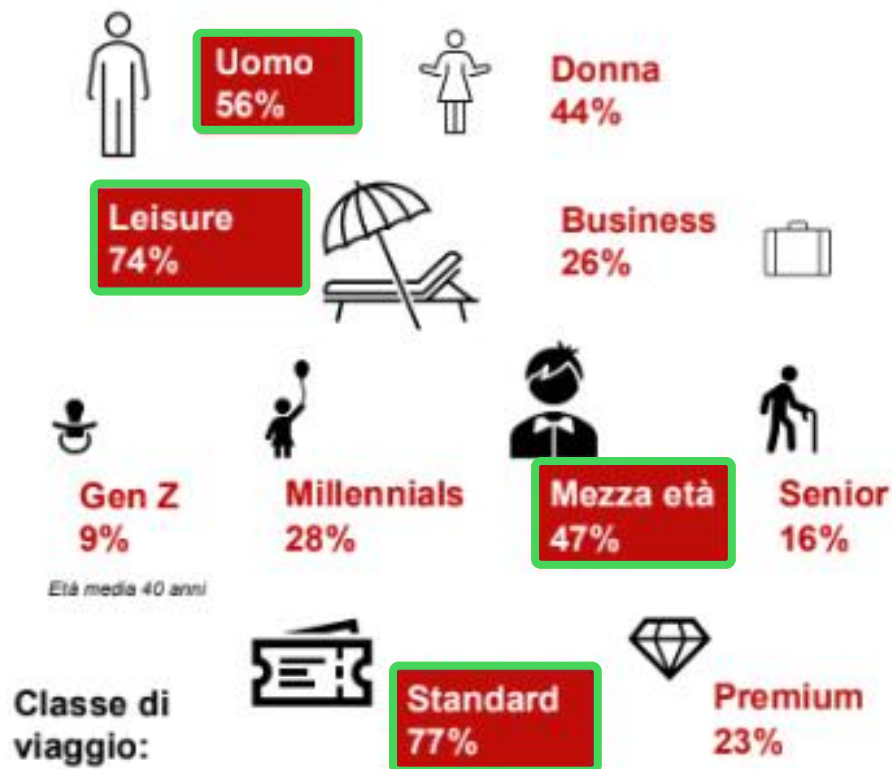 Uomo
56%
Donna
44%
Leisure
74%
Business
26%
Gen Z
9%
Millennials
28%
Mezza età
47%
Senior
16%
Età media 40 anni
Classe di
viaggio:
Standard
77%
Premium
23%